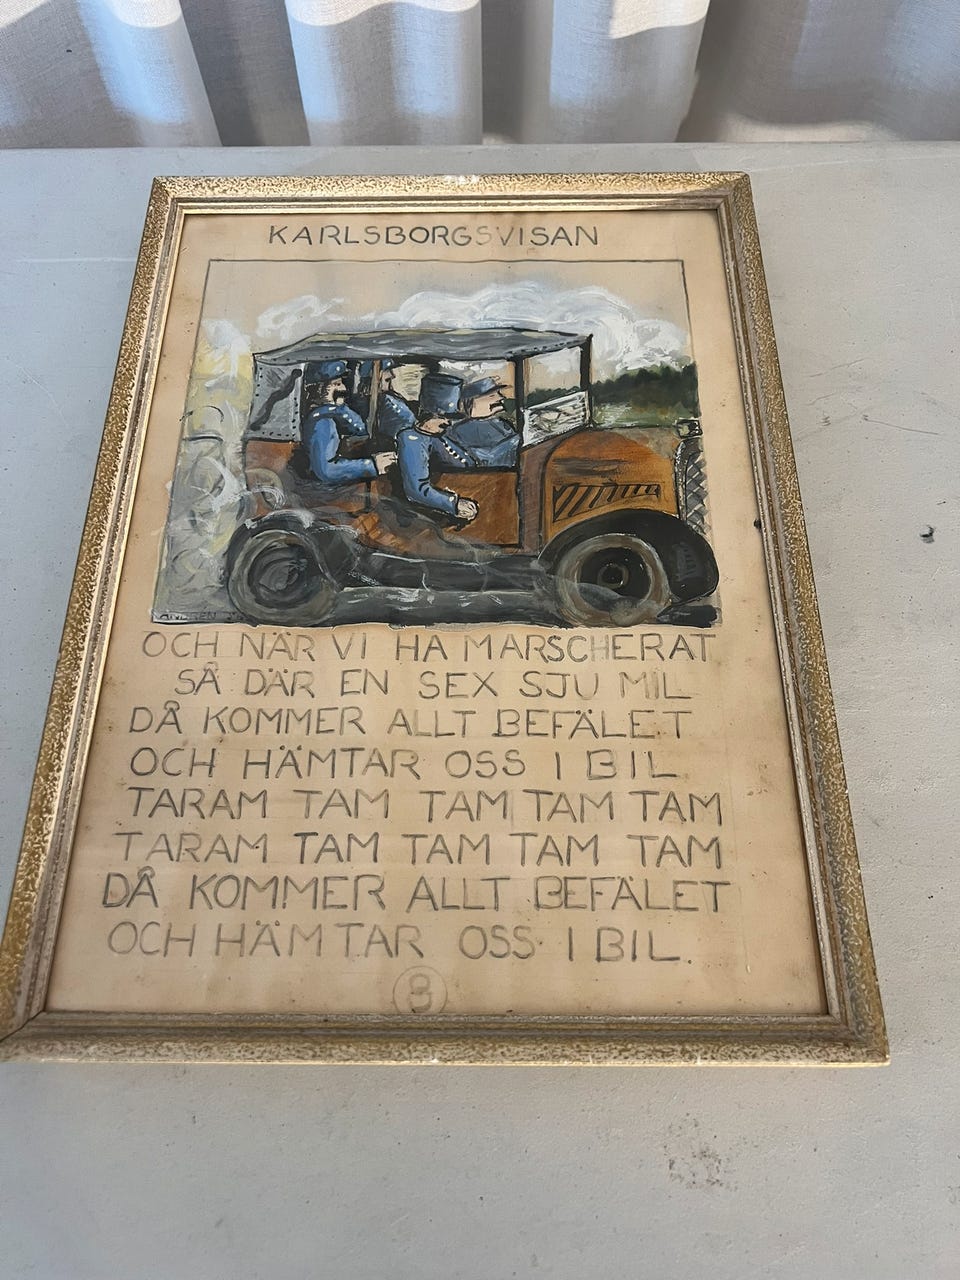 KARLSBORGSVISAN
OCH NÄR VI HA MARSCHERAT
SÅ DÄR EN SEX SJU MIL
DÅ KOMMER ALLT BEFÄLET
OCH HÄMTAR OSS I BIL
TARAM TAM TAM TAM TAM
TARAM TAM TAM TAM TAM
DÅ KOMMER ALLT BEFÄLET
OCH HÄMTAR OSS I BIL.
8